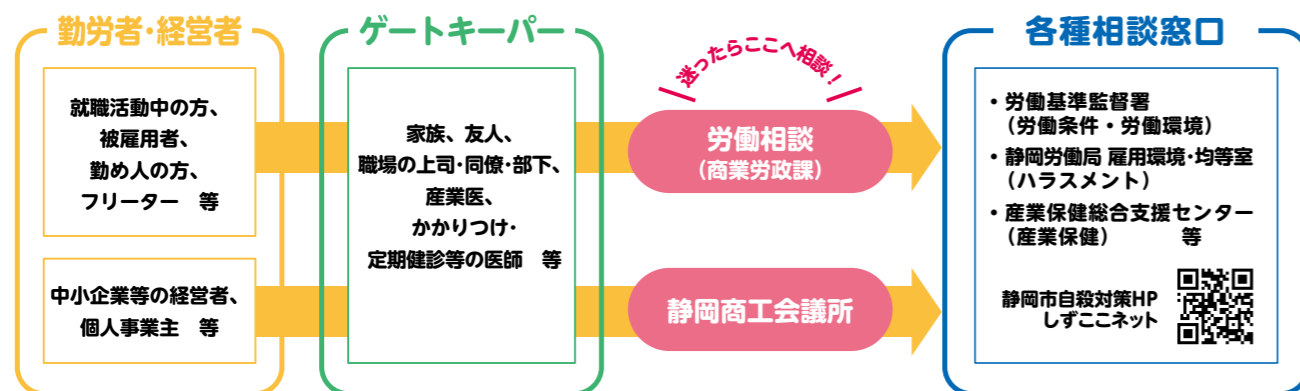 勤労者・経営者
就職活動中の方、
被雇用者、
勤め人の方、
フリーター 等
中小企業等の経営者、
個人事業主 等
ゲートキーパー
家族、友人、
職場の上司・同僚・部下、
産業医、
かかりつけ・
定期健診等の医師 等
迷ったらここへ相談！
労働相談
（商業労政課）
静岡商工会議所
各種相談窓口
・労働基準監督署
（労働条件・労働環境）
・静岡労働局 雇用環境・均等室
（ハラスメント）
・産業保健総合支援センター
（産業保健） 等
静岡市自殺対策HP
しずここネット